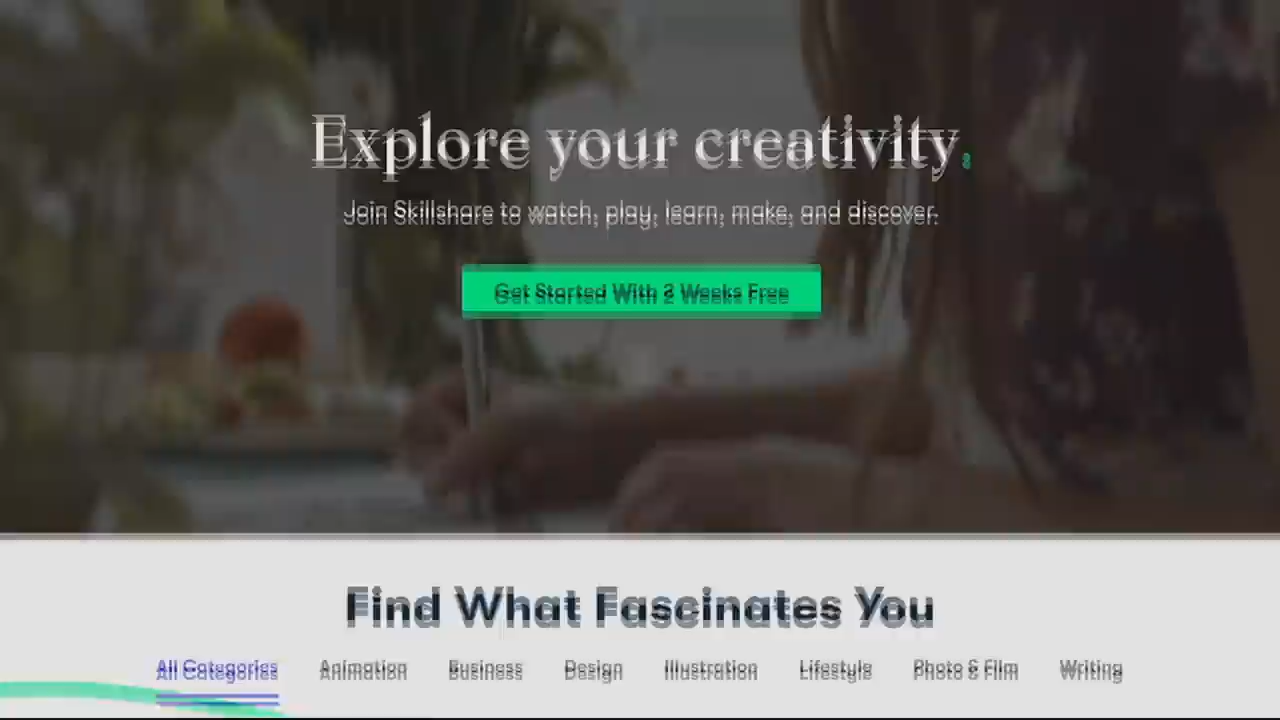 Explore your creativity.
Join Skillshare to watch, play, learn, make, and discover.
Get Started With 2 Weeks Free
Find What Fascinates You
All Categories Animation Business Design Illustration Lifestyle Photo & Film Writing